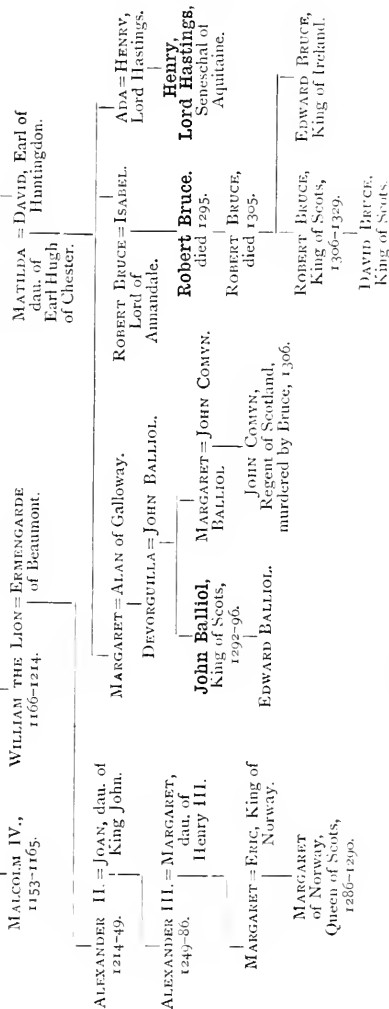 MALCOLM IV.,
1153-1165.
WILLIAM THE LION = ERMENGARDE
1166-1214.
of Beaumont.
MATILDA = DAVID, Earl of
dau. of
Huntingdon.
Earl Hugh
of Chester.
ALEXANDER II. = JOAN, dau. of
1214-49.
King John.
MARGARET = ALAN of Galloway.
ROBERT BRUCE = ISABEL.
Lord of
Annandale.
ADA = HENRY,
Lord Hastings.
ALEXANDER III. = MARGARET,
1249-86.
dau. of
Henry III.
DEVORGUILLA = JOHN BALLIOL.
Robert Bruce.
died 1295.
Henry,
Lord Hastings,
Seneschal of
Aquitaine.
MARGARET = ERIC, King of
Norway.
John Balliol,
King of Scots,
1292-96.
MARGARET = JOHN COMYN.
BALLIOL
ROBERT BRUCE,
died 1305.
MARGARET
of Norway,
Queen of Scots,
1286-1290.
EDWARD BALLIOL.
JOHN COMYN,
Regent of Scotland,
murdered by Bruce, 1306.
ROBERT BRUCE,
King of Scots,
1306-1329.
EDWARD BRUCE,
King of Ireland.
DAVID BRUCE,
King of Scots.